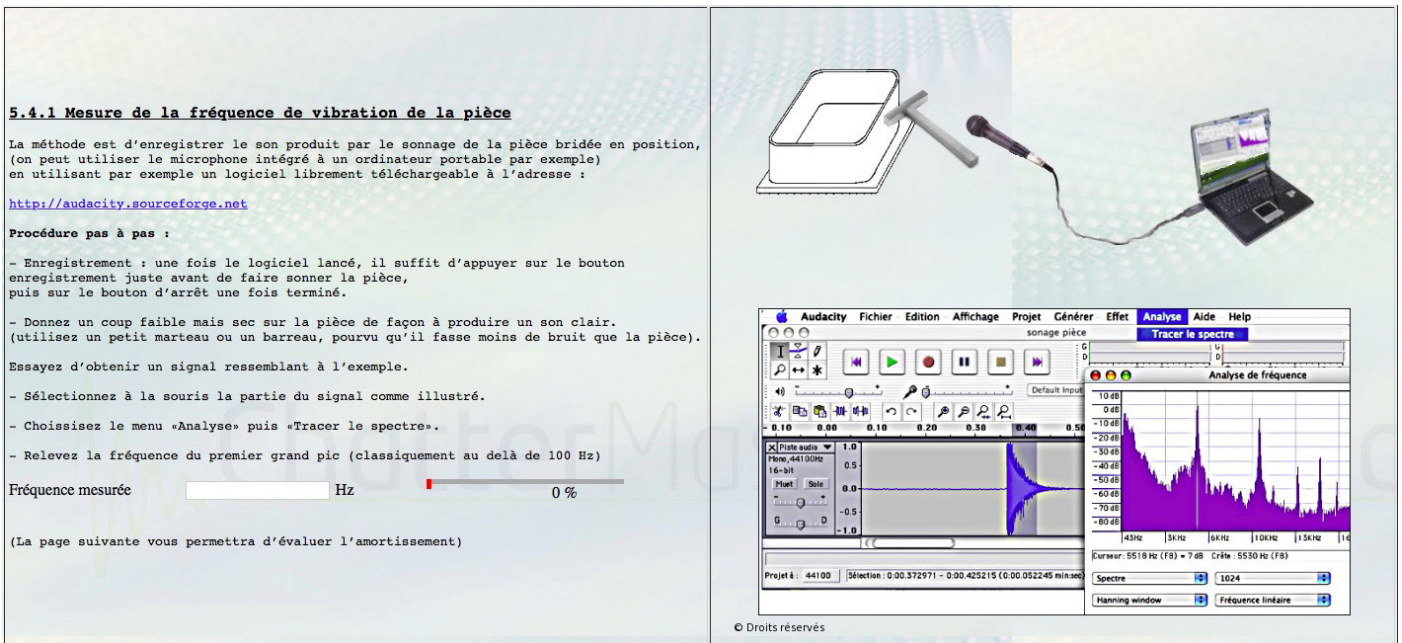 5.4.1 Mesure de la fréquence de vibration de la pièce
La méthode est d'enregistrer le son produit par le sonnage de la pièce bridée en position,
(on peut utiliser le microphone intégré à un ordinateur portable par exemple)
en utilisant par exemple un logiciel librement téléchargeable à l'adresse :
http://audacity.sourceforge.net
Procédure pas à pas :
- Enregistrement : une fois le logiciel lancé, il suffit d'appuyer sur le bouton
enregistrement juste avant de faire sonner la pièce,
puis sur le bouton d'arrêt une fois terminé.
- Donnez un coup faible mais sec sur la pièce de façon à produire un son clair.
(utilisez un petit marteau ou un barreau, pourvu qu'il fasse moins de bruit que la pièce).
Essayez d'obtenir un signal ressemblant à l'exemple.
- Sélectionnez à la souris la partie du signal comme illustré.
- Choissisez le menu «Analyse» puis «Tracer le spectre».
- Relevez la fréquence du premier grand pic (classiquement au delà de 100 Hz)
Fréquence mesurée Hz 0 %
(La page suivante vous permettra d'évaluer l'amortissement)
Audacity Fichier Edition Affichage Projet Générer Effet Analyse Aide Help
sonage pièce Tracer le spectre
G
D
G
D
Default Input
Analyse de fréquence
- 0.10 0.00 0.10 0.20 0.30 0.40 0.50
X Piste audio
Mono, 44100Hz
16-bit
Muet Solo
- +
G D
1.0
0.5
0.0
-0.5
-1.0
10 dB
0 dB
-10 dB
-20 dB
-30 dB
-40 dB
-50 dB
-60 dB
-70 dB
-80 dB
43Hz 3KHz 6KHz 10KHz 13KHz
Curseur: 5518 Hz (F8) = 7 dB Crête : 5530 Hz (F8)
Spectre 1024
Hanning window Fréquence linéaire
Projet à : 44100 Sélection : 0:00.372971 - 0:00.425215 (0:00.052245 min:sec)
© Droits réservés